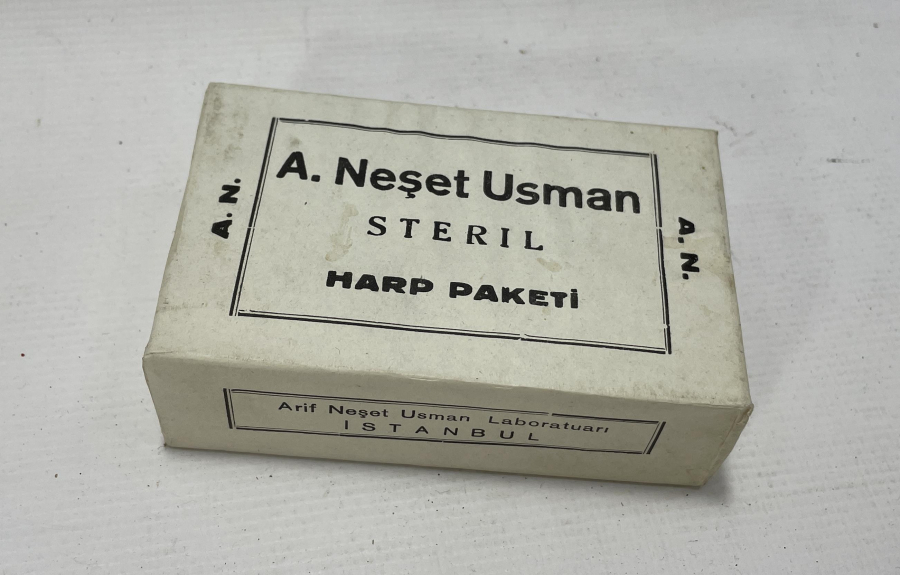 A. Neşet Usman
STERIL
HARP PAKETİ
A. N.
A. N.
Arif Neşet Usman Laboratuarı
İSTANBUL